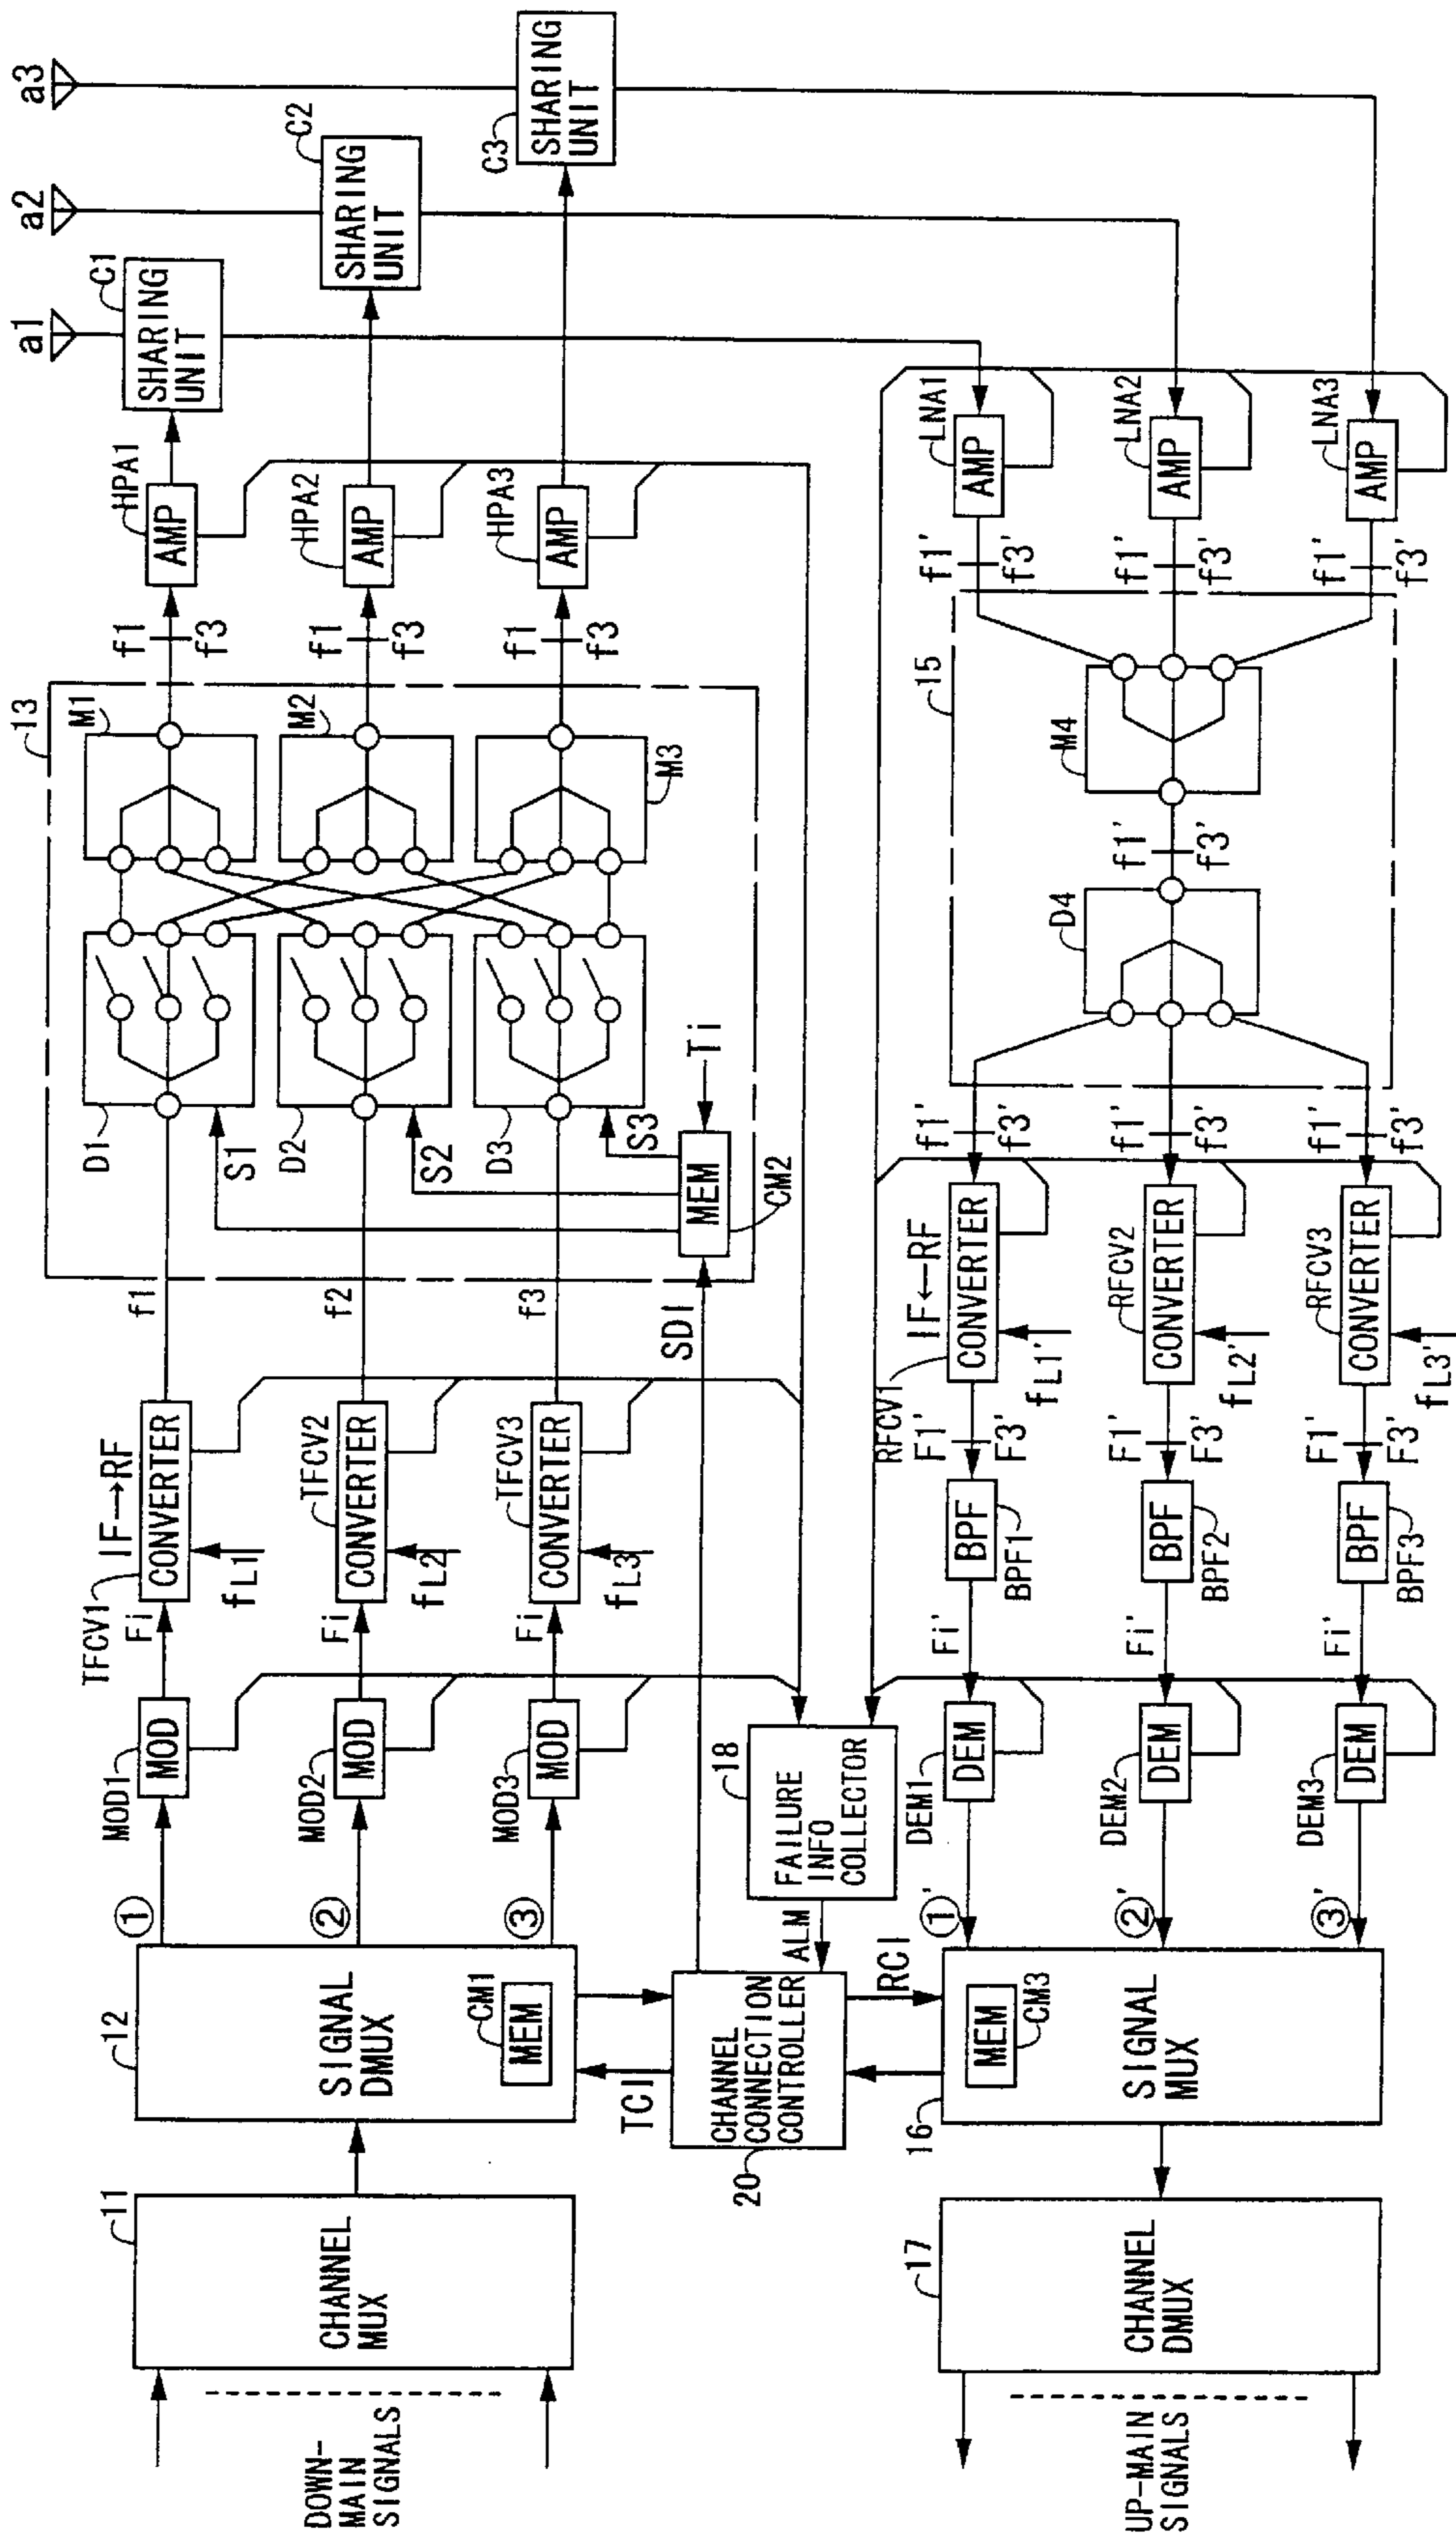 a1
a2
a3
C1
SHARING
UNIT
C2
SHARING
UNIT
C3
SHARING
UNIT
HPA1
AMP
HPA2
AMP
HPA3
AMP
f1
f3
f1
f3
f1
f3
13
M1
M2
M3
D1
D2
D3
S1
S2
S3
MEM
Ti
CM2
f1
f2
f3
SDI
IF→RF
TFCV1
CONVERTER
fL1
TFCV2
CONVERTER
fL2
TFCV3
CONVERTER
fL3
Fi
Fi
Fi
MOD1
MOD
MOD2
MOD
MOD3
MOD
①
②
③
12
SIGNAL
DMUX
CM1
MEM
11
CHANNEL
MUX
DOWN-
MAIN
SIGNALS
TCI
20
CHANNEL
CONNECTION
CONTROLLER
ALM
RCI
18
FAILURE
INFO
COLLECTOR
LNA1
AMP
LNA2
AMP
LNA3
AMP
f1'
f3'
f1'
f3'
f1'
f3'
15
M4
f1'
f3'
D4
f1'
f3'
f1'
f3'
f1'
f3'
IF←RF
RFCV1
CONVERTER
fL1'
RFCV2
CONVERTER
fL2'
RFCV3
CONVERTER
fL3'
F1'
F3'
F1'
F3'
F1'
F3'
BPF
BPF1
BPF
BPF2
BPF
BPF3
Fi'
Fi'
Fi'
DEM1
DEM
DEM2
DEM
DEM3
DEM
①'
②'
③'
16
MEM
CM3
SIGNAL
MUX
17
CHANNEL
DMUX
UP-MAIN
SIGNALS